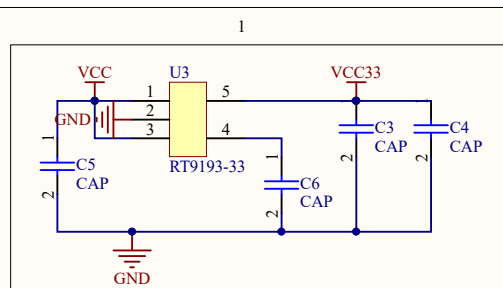 1
VCC U3 VCC33
1 5
GND 2
3 4
1 C5 CAP 2
RT9193-33
1 C6 CAP 2
C3 CAP 2
C4 CAP 2
GND